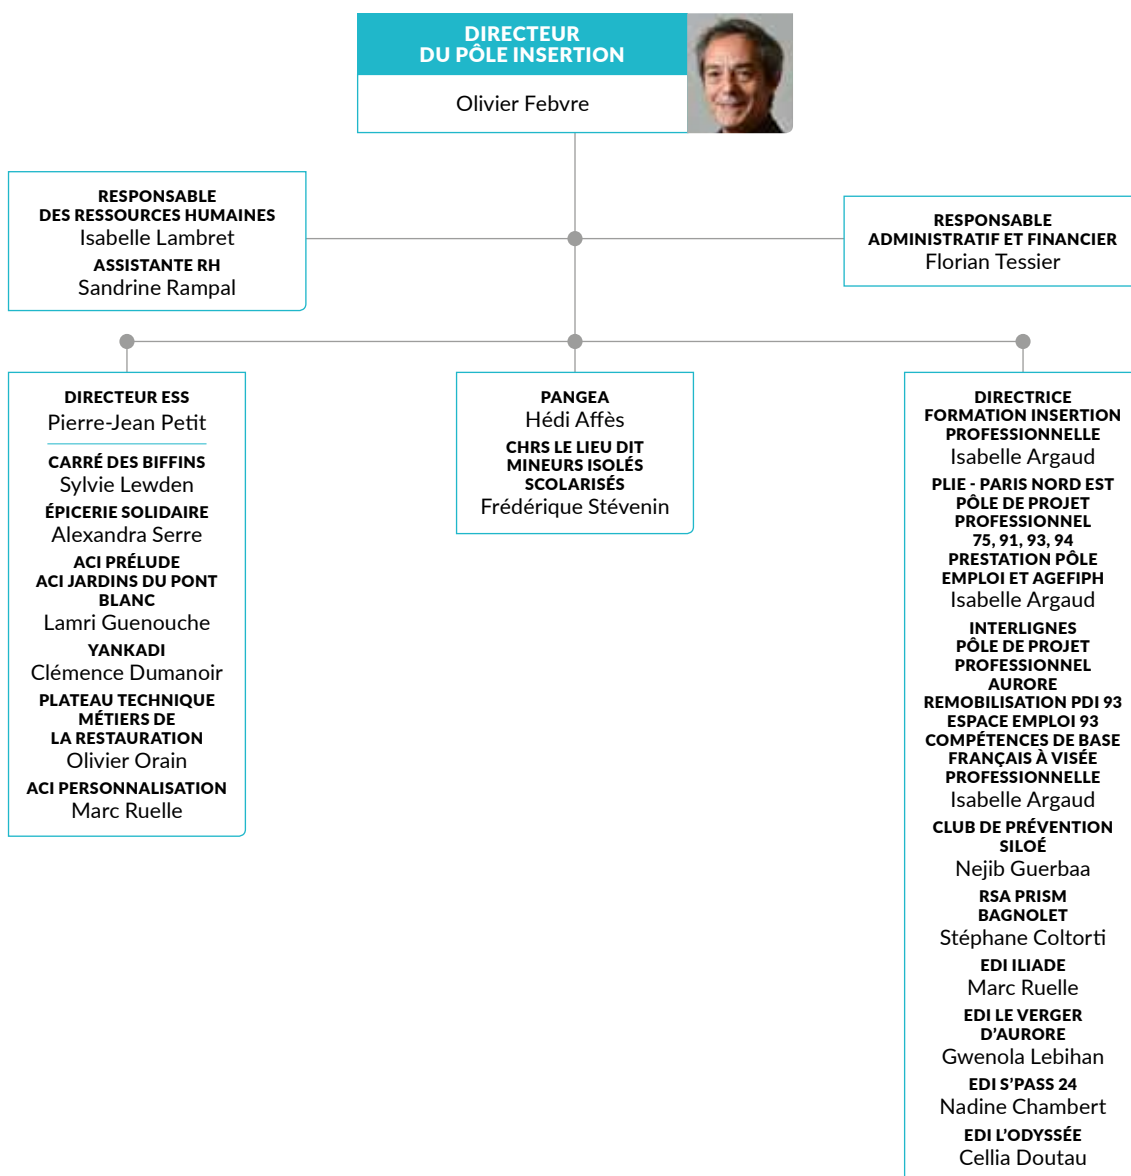 DIRECTEUR
DU PÔLE INSERTION
Olivier Febvre
RESPONSABLE
DES RESSOURCES HUMAINES
Isabelle Lambret
ASSISTANTE RH
Sandrine Rampal
RESPONSABLE
ADMINISTRATIF ET FINANCIER
Florian Tessier
DIRECTEUR ESS
Pierre-Jean Petit
CARRÉ DES BIFFINS
Sylvie Lewden
ÉPICERIE SOLIDAIRE
Alexandra Serre
ACI PRÉLUDE
ACI JARDINS DU PONT
BLANC
Lamri Guenouche
YANKADI
Clémence Dumanoir
PLATEAU TECHNIQUE
MÉTIERS DE
LA RESTAURATION
Olivier Orain
ACI PERSONNALISATION
Marc Ruelle
PANGEA
Hédi Affès
CHRS LE LIEU DIT
MINEURS ISOLÉS
SCOLARISÉS
Frédérique Stévenin
DIRECTRICE
FORMATION INSERTION
PROFESSIONNELLE
Isabelle Argaud
PLIE - PARIS NORD EST
PÔLE DE PROJET
PROFESSIONNEL
75, 91, 93, 94
PRESTATION PÔLE
EMPLOI ET AGEFIPH
Isabelle Argaud
INTERLIGNES
PÔLE DE PROJET
PROFESSIONNEL
AURORE
REMOBILISATION PDI 93
ESPACE EMPLOI 93
COMPÉTENCES DE BASE
FRANÇAIS À VISÉE
PROFESSIONNELLE
Isabelle Argaud
CLUB DE PRÉVENTION
SILOÉ
Nejib Guerbaa
RSA PRISM
BAGNOLET
Stéphane Coltorti
EDI ILIADE
Marc Ruelle
EDI LE VERGER
D'AURORE
Gwenola Lebihan
EDI S'PASS 24
Nadine Chambert
EDI L'ODYSSÉE
Cellia Doutau